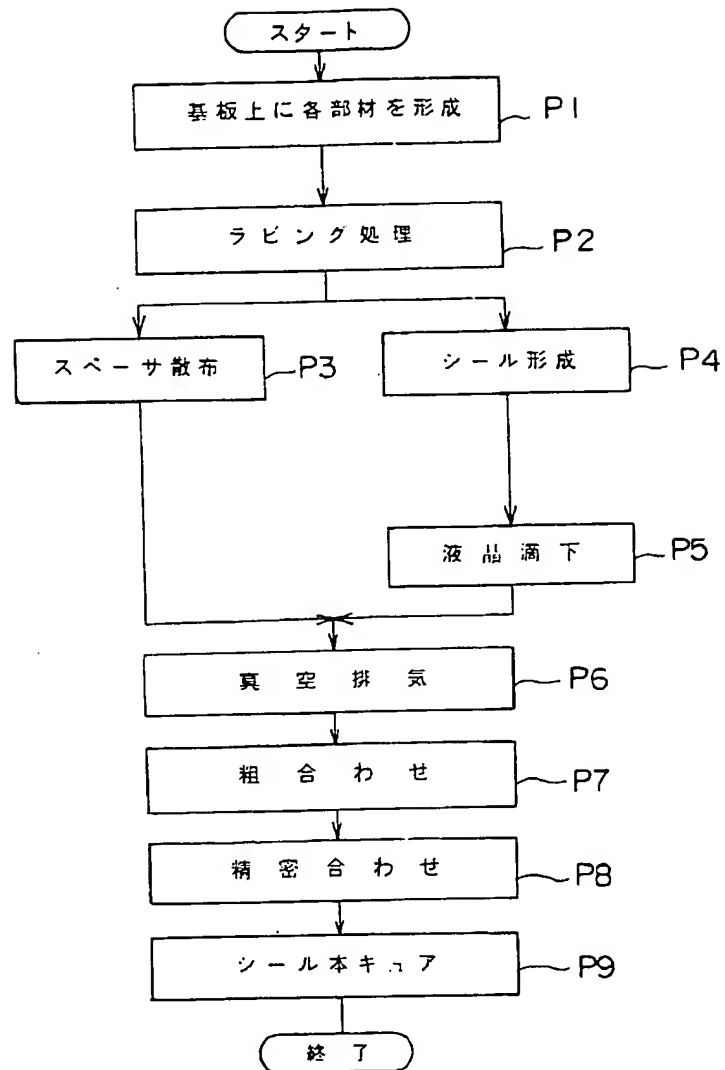 スタート
基板上に各部材を形成 P1
ラビング処理 P2
スペーサ散布 P3 シール形成 P4
液晶滴下 P5
真空排気 P6
粗合わせ P7
精密合わせ P8
シール本キュア P9
終了